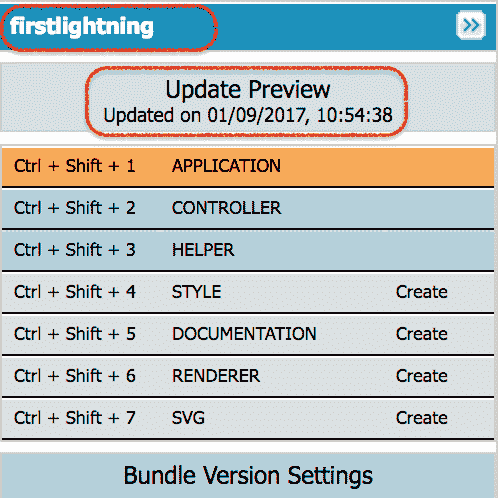 firstlightning
Update Preview
Updated on 01/09/2017, 10:54:38
Ctrl + Shift + 1 APPLICATION
Ctrl + Shift + 2 CONTROLLER
Ctrl + Shift + 3 HELPER
Ctrl + Shift + 4 STYLE Create
Ctrl + Shift + 5 DOCUMENTATION Create
Ctrl + Shift + 6 RENDERER Create
Ctrl + Shift + 7 SVG Create
Bundle Version Settings